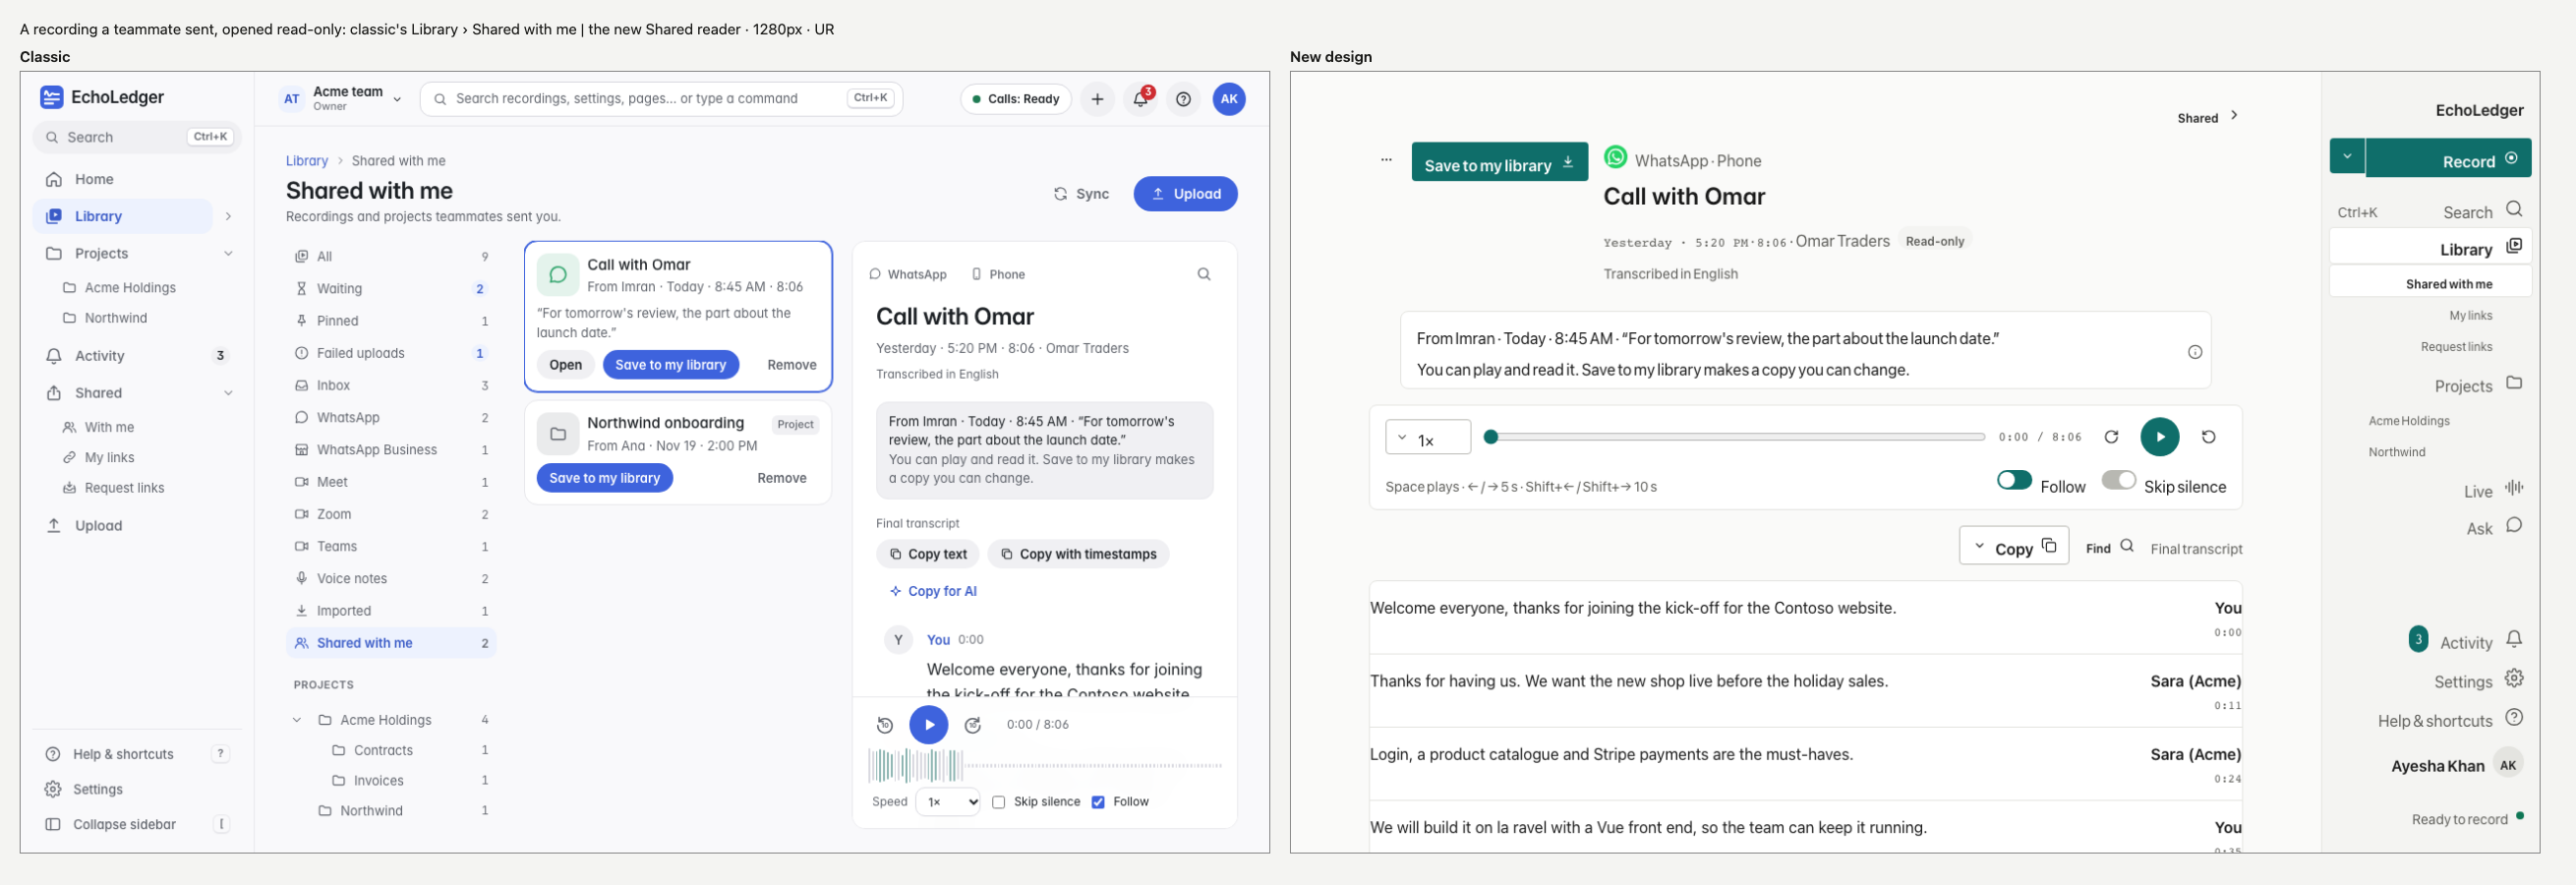 A recording a teammate sent, opened read-only: classic's Library › Shared with me | the new Shared reader · 1280px · UR
Classic
EchoLedger
Search Ctrl+K
Home
Library
Projects
Acme Holdings
Northwind
Activity 3
Shared
With me
My links
Request links
Upload
Help & shortcuts ?
Settings
Collapse sidebar [
AT Acme team
Owner
Search recordings, settings, pages... or type a command Ctrl+K
Calls: Ready
3
AK
Library › Shared with me
Shared with me
Recordings and projects teammates sent you.
Sync
Upload
All 9
Waiting 2
Pinned 1
Failed uploads 1
Inbox 3
WhatsApp 2
WhatsApp Business 1
Meet 1
Zoom 2
Teams 1
Voice notes 2
Imported 1
Shared with me 2
PROJECTS
Acme Holdings 4
Contracts 1
Invoices 1
Northwind 1
Call with Omar
From Imran · Today · 8:45 AM · 8:06
“For tomorrow's review, the part about the
launch date.”
Open Save to my library Remove
Northwind onboarding Project
From Ana · Nov 19 · 2:00 PM
Save to my library Remove
WhatsApp Phone
Call with Omar
Yesterday · 5:20 PM · 8:06 · Omar Traders
Transcribed in English
From Imran · Today · 8:45 AM · “For tomorrow's
review, the part about the launch date.”
You can play and read it. Save to my library makes
a copy you can change.
Final transcript
Copy text Copy with timestamps
Copy for AI
Y You 0:00
Welcome everyone, thanks for joining
the kick-off for the Contoso website.
10 10 0:00 / 8:06
Speed 1× Skip silence Follow
New design
Shared
... Save to my library
WhatsApp · Phone
Call with Omar
Yesterday · 5:20 PM · 8:06 · Omar Traders Read-only
Transcribed in English
From Imran · Today · 8:45 AM · “For tomorrow's review, the part about the launch date.”
You can play and read it. Save to my library makes a copy you can change.
1× 0:00 / 8:06
Space plays · ←/→ 5 s · Shift+←/Shift+→ 10 s Follow Skip silence
Copy Find Final transcript
Welcome everyone, thanks for joining the kick-off for the Contoso website. You
0:00
Thanks for having us. We want the new shop live before the holiday sales. Sara (Acme)
0:11
Login, a product catalogue and Stripe payments are the must-haves. Sara (Acme)
0:24
We will build it on la ravel with a Vue front end, so the team can keep it running. You
0:35
EchoLedger
Record
Ctrl+K Search
Library
Shared with me
My links
Request links
Projects
Acme Holdings
Northwind
Live
Ask
3 Activity
Settings
Help & shortcuts
Ayesha Khan AK
Ready to record